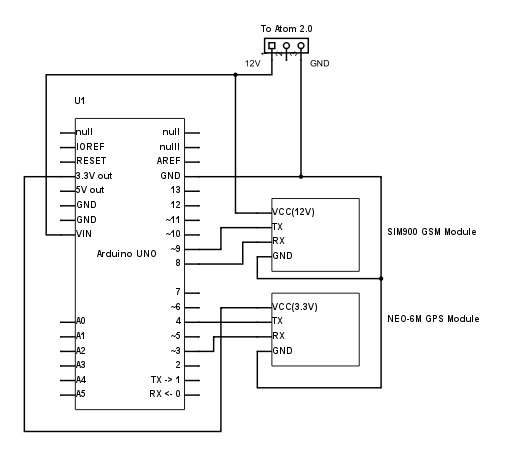 To Atom 2.0
1 2 3
12V GND
U1
null null
IOREF nulll
RESET AREF
3.3V out GND
5V out 13
GND 12
GND ~11
VIN ~10
Arduino UNO
~9
8
7
~6
A0 4
A1 ~5
A2 ~3
A3 2
A4 TX -> 1
A5 RX <- 0
VCC(12V)
TX
RX
GND
SIM900 GSM Module
VCC(3.3V)
TX
RX
GND
NEO-6M GPS Module